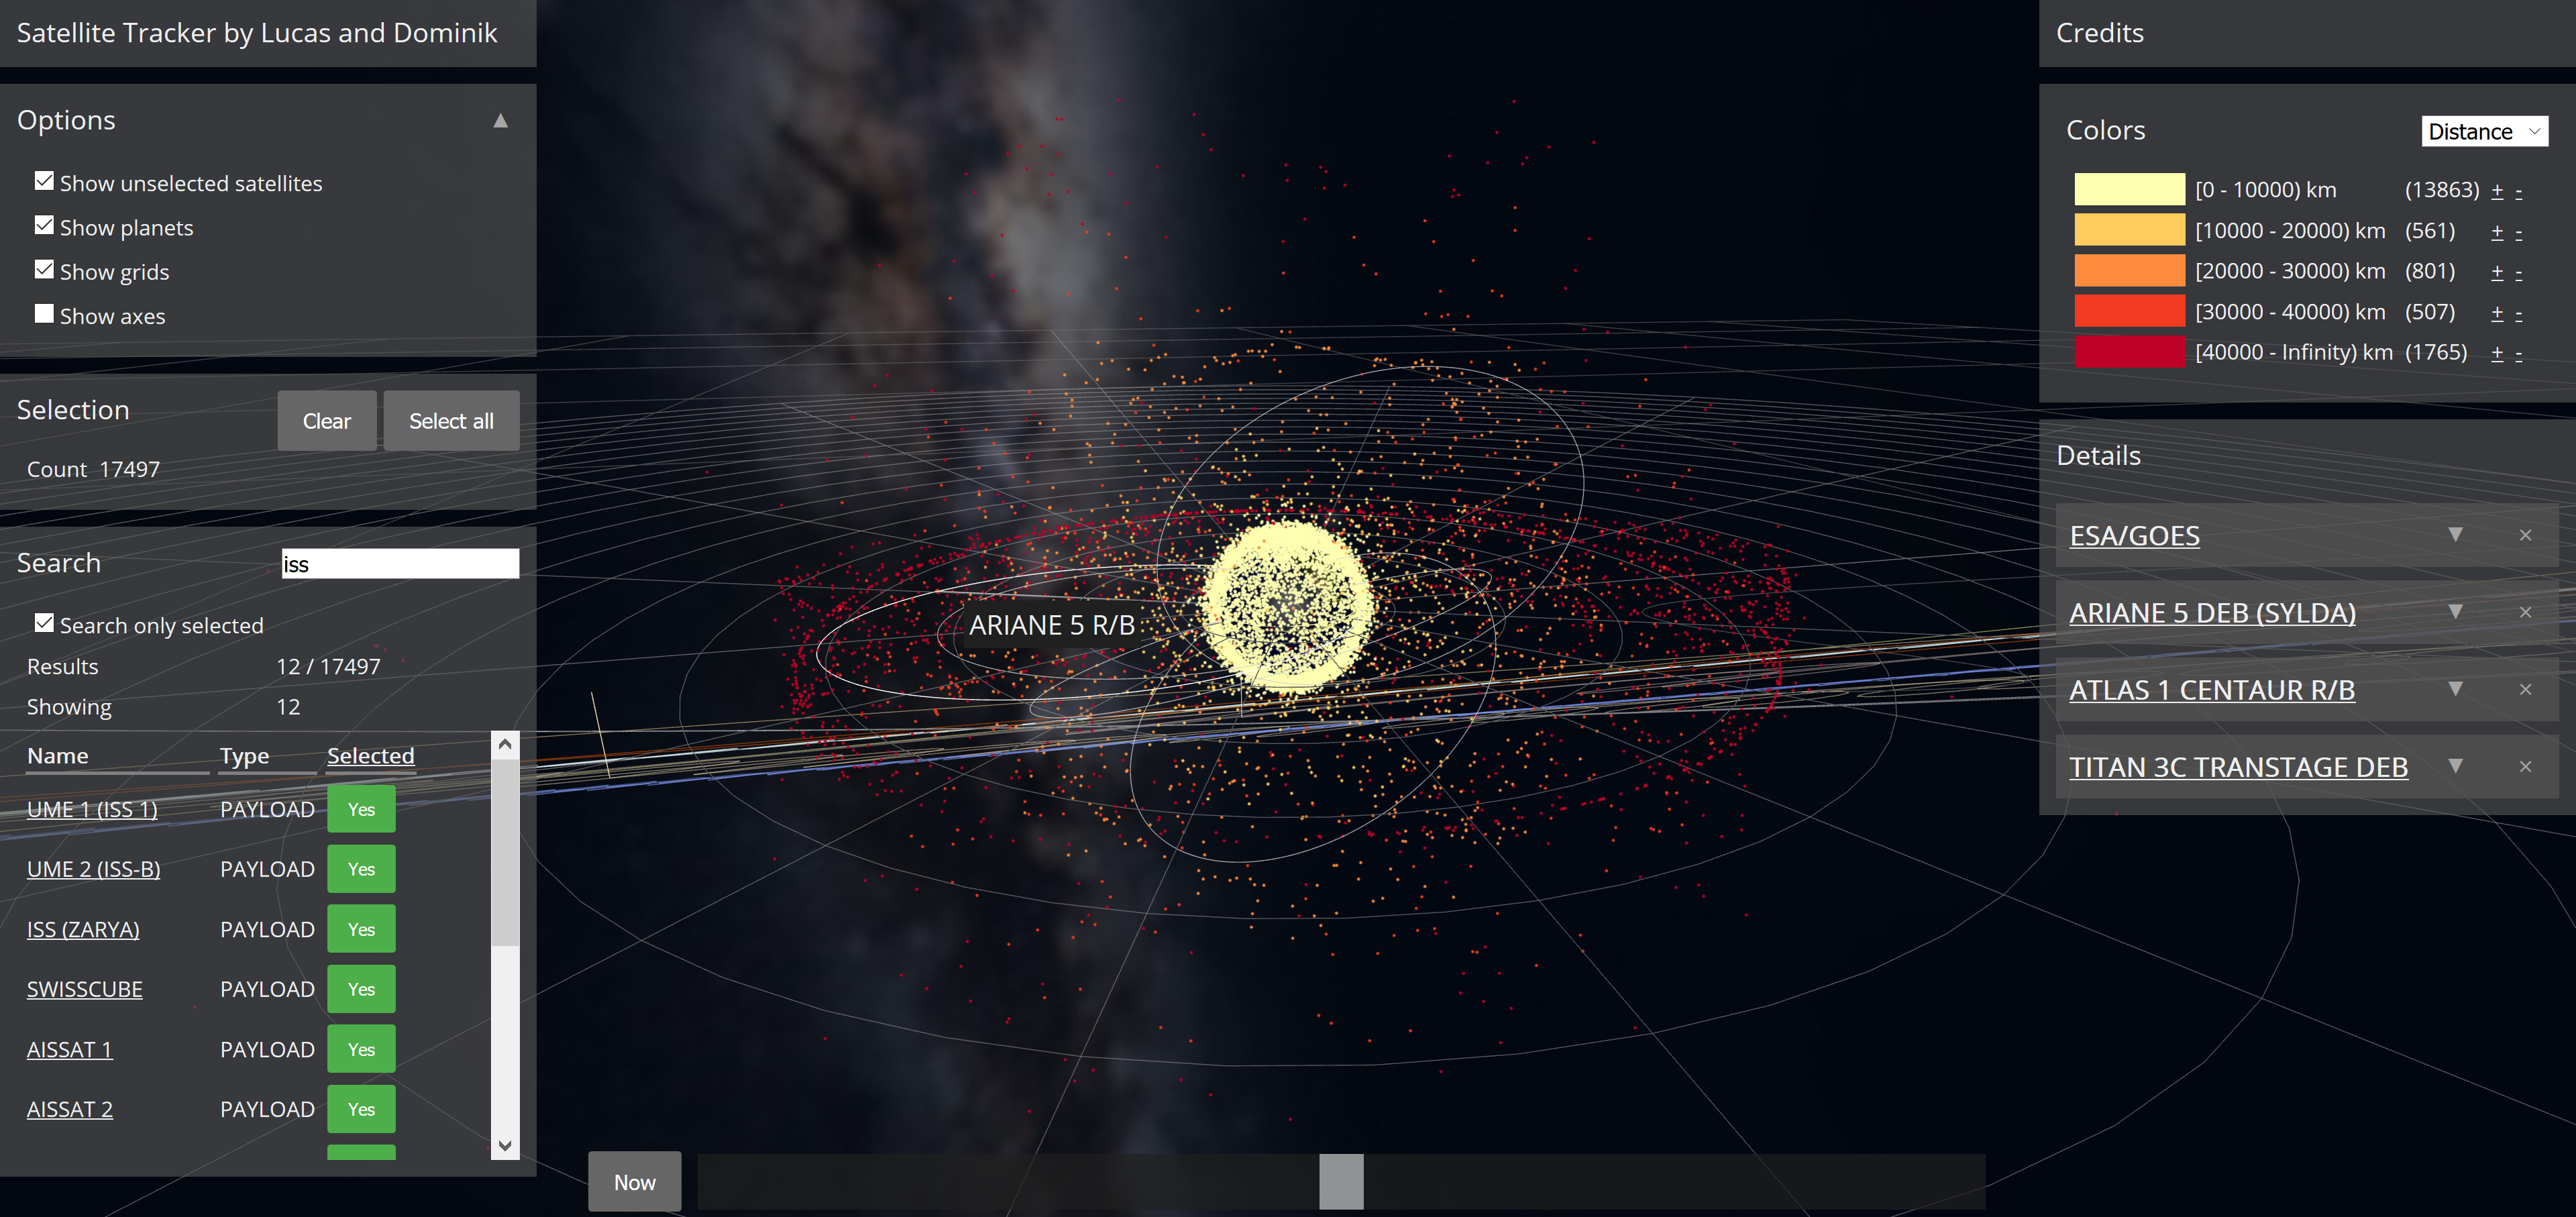 Satellite Tracker by Lucas and Dominik
Options ▲
Show unselected satellites
Show planets
Show grids
Show axes
Selection Clear Select all
Count 17497
Search iss
Search only selected
Results 12 / 17497
Showing 12
Name Type Selected
UME 1 (ISS 1) PAYLOAD Yes
UME 2 (ISS-B) PAYLOAD Yes
ISS (ZARYA) PAYLOAD Yes
SWISSCUBE PAYLOAD Yes
AISSAT 1 PAYLOAD Yes
AISSAT 2 PAYLOAD Yes
ARIANE 5 R/B
Now
Credits
Colors Distance
[0 - 10000) km (13863) + -
[10000 - 20000) km (561) + -
[20000 - 30000) km (801) + -
[30000 - 40000) km (507) + -
[40000 - Infinity) km (1765) + -
Details
ESA/GOES ▼ ×
ARIANE 5 DEB (SYLDA) ▼ ×
ATLAS 1 CENTAUR R/B ▼ ×
TITAN 3C TRANSTAGE DEB ▼ ×